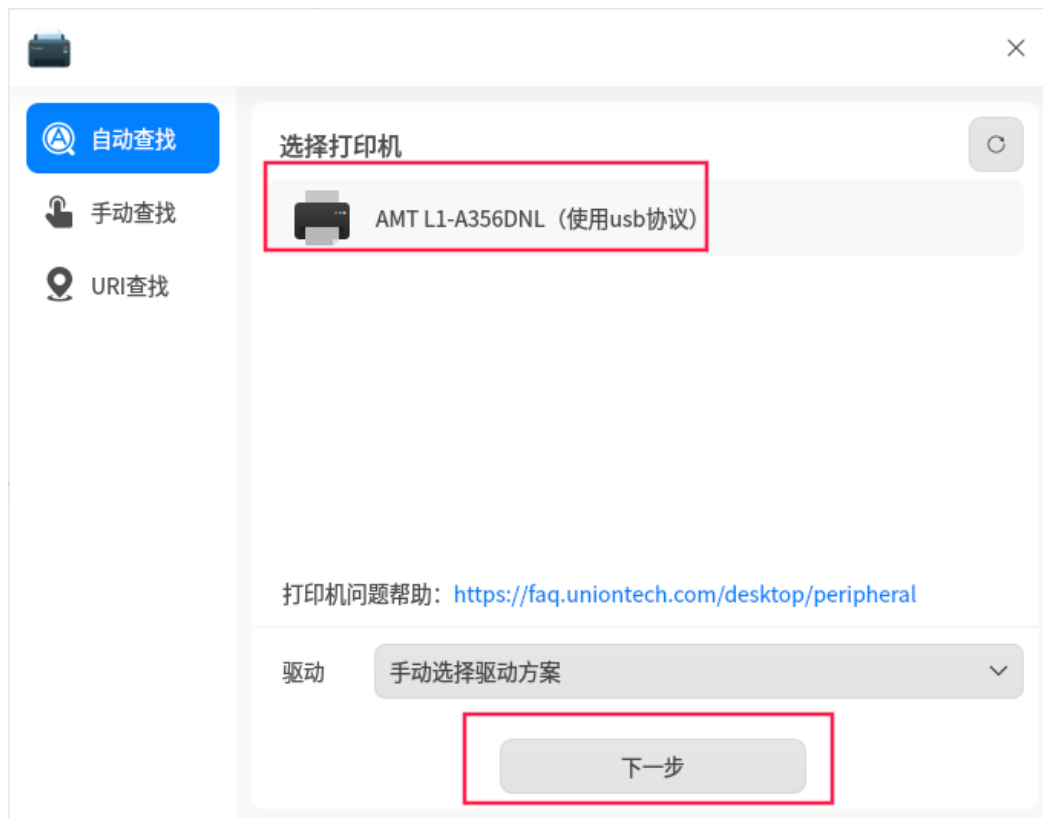 自动查找
手动查找
URI查找
选择打印机
AMT L1-A356DNL（使用usb协议）
打印机问题帮助：https://faq.uniontech.com/desktop/peripheral
驱动 手动选择驱动方案
下一步